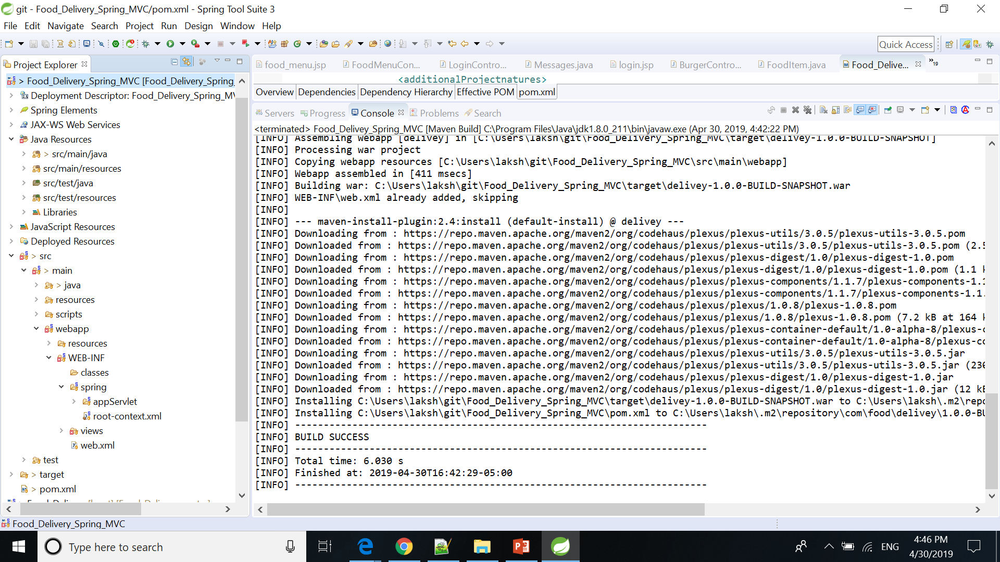 git - Food_Delivery_Spring_MVC/pom.xml - Spring Tool Suite 3
File Edit Navigate Search Project Run Design Window Help
Quick Access
Project Explorer
> Food_Delivery_Spring_MVC [Food_Delivery_Spring_
Deployment Descriptor: Food_Delivery_Spring_MV
Spring Elements
JAX-WS Web Services
Java Resources
> src/main/java
src/main/resources
src/test/java
src/test/resources
Libraries
JavaScript Resources
Deployed Resources
> src
> main
> java
resources
scripts
webapp
resources
WEB-INF
classes
spring
appServlet
root-context.xml
views
web.xml
test
> target
> pom.xml
food_menu.jsp FoodMenuCon... LoginContro... Messages.java login.jsp BurgerContro... FoodItem.java Food_Delive... »19
<additionalProjectnatures>
Overview Dependencies Dependency Hierarchy Effective POM pom.xml
Servers Progress Console Problems Search
<terminated> Food_Delivey_Spring_MVC [Maven Build] C:\Program Files\Java\jdk1.8.0_211\bin\javaw.exe (Apr 30, 2019, 4:42:22 PM)
[INFO] Assembling webapp [delivey] in [C:\Users\laksh\git\Food_Delivery_Spring_MVC\target\delivey-1.0.0-BUILD-SNAPSHOT]
[INFO] Processing war project
[INFO] Copying webapp resources [C:\Users\laksh\git\Food_Delivery_Spring_MVC\src\main\webapp]
[INFO] Webapp assembled in [411 msecs]
[INFO] Building war: C:\Users\laksh\git\Food_Delivery_Spring_MVC\target\delivey-1.0.0-BUILD-SNAPSHOT.war
[INFO] WEB-INF\web.xml already added, skipping
[INFO]
[INFO] --- maven-install-plugin:2.4:install (default-install) @ delivey ---
[INFO] Downloading from : https://repo.maven.apache.org/maven2/org/codehaus/plexus/plexus-utils/3.0.5/plexus-utils-3.0.5.pom
[INFO] Downloaded from : https://repo.maven.apache.org/maven2/org/codehaus/plexus/plexus-utils/3.0.5/plexus-utils-3.0.5.pom (2.5
[INFO] Downloading from : https://repo.maven.apache.org/maven2/org/codehaus/plexus/plexus-digest/1.0/plexus-digest-1.0.pom
[INFO] Downloaded from : https://repo.maven.apache.org/maven2/org/codehaus/plexus/plexus-digest/1.0/plexus-digest-1.0.pom (1.1 k
[INFO] Downloading from : https://repo.maven.apache.org/maven2/org/codehaus/plexus/plexus-components/1.1.7/plexus-components-1.1
[INFO] Downloaded from : https://repo.maven.apache.org/maven2/org/codehaus/plexus/plexus-components/1.1.7/plexus-components-1.1.
[INFO] Downloading from : https://repo.maven.apache.org/maven2/org/codehaus/plexus/plexus/1.0.8/plexus-1.0.8.pom
[INFO] Downloaded from : https://repo.maven.apache.org/maven2/org/codehaus/plexus/plexus/1.0.8/plexus-1.0.8.pom (7.2 kB at 164 k
[INFO] Downloading from : https://repo.maven.apache.org/maven2/org/codehaus/plexus/plexus-container-default/1.0-alpha-8/plexus-c
[INFO] Downloaded from : https://repo.maven.apache.org/maven2/org/codehaus/plexus/plexus-container-default/1.0-alpha-8/plexus-co
[INFO] Downloading from : https://repo.maven.apache.org/maven2/org/codehaus/plexus/plexus-utils/3.0.5/plexus-utils-3.0.5.jar
[INFO] Downloaded from : https://repo.maven.apache.org/maven2/org/codehaus/plexus/plexus-utils/3.0.5/plexus-utils-3.0.5.jar (230
[INFO] Downloading from : https://repo.maven.apache.org/maven2/org/codehaus/plexus/plexus-digest/1.0/plexus-digest-1.0.jar
[INFO] Downloaded from : https://repo.maven.apache.org/maven2/org/codehaus/plexus/plexus-digest/1.0/plexus-digest-1.0.jar (12 kB
[INFO] Installing C:\Users\laksh\git\Food_Delivery_Spring_MVC\target\delivey-1.0.0-BUILD-SNAPSHOT.war to C:\Users\laksh\.m2\repo
[INFO] Installing C:\Users\laksh\git\Food_Delivery_Spring_MVC\pom.xml to C:\Users\laksh\.m2\repository\com\food\delivey\1.0.0-BU
[INFO] ------------------------------------------------------------------------
[INFO] BUILD SUCCESS
[INFO] ------------------------------------------------------------------------
[INFO] Total time: 6.030 s
[INFO] Finished at: 2019-04-30T16:42:29-05:00
[INFO] ------------------------------------------------------------------------
Food_Delivery_Spring_MVC
Type here to search
ENG
4:46 PM
4/30/2019